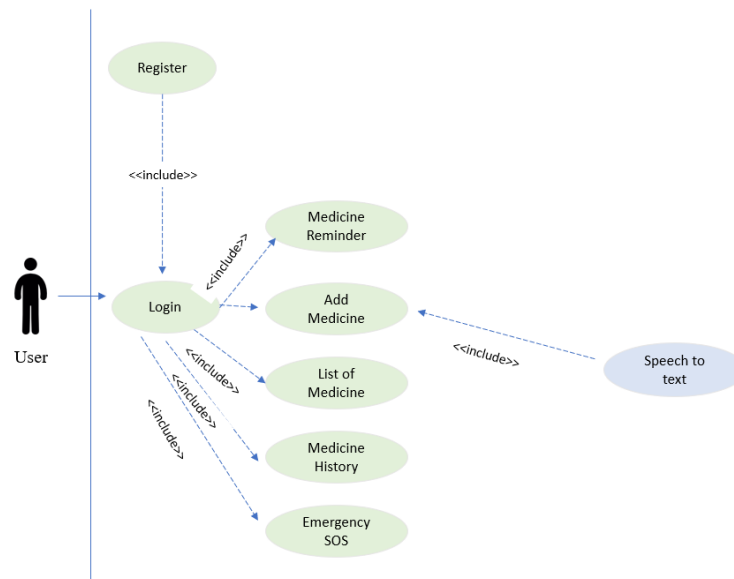 Register
<<include>>
Medicine
Reminder
<<include>>
Login
Add
Medicine
User
<<include>>
Speech to
text
<<include>>
List of
Medicine
<<include>>
<<include>>
Medicine
History
Emergency
SOS